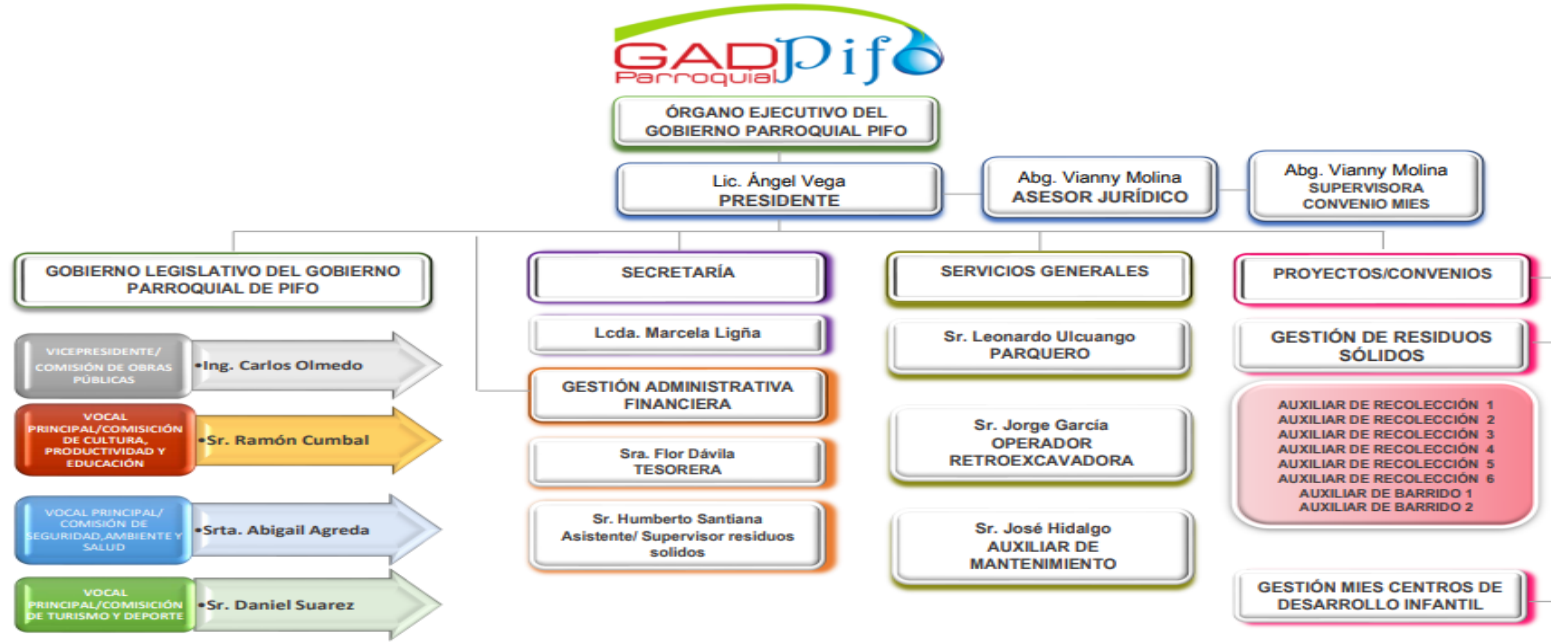 GAD Pifo
Parroquial
ÓRGANO EJECUTIVO DEL
GOBIERNO PARROQUIAL PIFO
Lic. Ángel Vega
PRESIDENTE
Abg. Vianny Molina
ASESOR JURÍDICO
Abg. Vianny Molina
SUPERVISORA
CONVENIO MIES
GOBIERNO LEGISLATIVO DEL GOBIERNO
PARROQUIAL DE PIFO
VICEPRESIDENTE/
COMISIÓN DE OBRAS
PÚBLICAS
•Ing. Carlos Olmedo
VOCAL
PRINCIPAL/COMISICIÓN
DE CULTURA,
PRODUCTIVIDAD Y
EDUCACIÓN
•Sr. Ramón Cumbal
VOCAL PRINCIPAL/
COMISIÓN DE
SEGURIDAD,AMBIENTE Y
SALUD
•Srta. Abigail Agreda
VOCAL
PRINCIPAL/COMISICIÓN
DE TURISMO Y DEPORTE
•Sr. Daniel Suarez
SECRETARÍA
Lcda. Marcela Ligña
GESTIÓN ADMINISTRATIVA
FINANCIERA
Sra. Flor Dávila
TESORERA
Sr. Humberto Santiana
Asistente/ Supervisor residuos
solidos
SERVICIOS GENERALES
Sr. Leonardo Ulcuango
PARQUERO
Sr. Jorge García
OPERADOR
RETROEXCAVADORA
Sr. José Hidalgo
AUXILIAR DE
MANTENIMIENTO
PROYECTOS/CONVENIOS
GESTIÓN DE RESIDUOS
SÓLIDOS
AUXILIAR DE RECOLECCIÓN 1
AUXILIAR DE RECOLECCIÓN 2
AUXILIAR DE RECOLECCIÓN 3
AUXILIAR DE RECOLECCIÓN 4
AUXILIAR DE RECOLECCIÓN 5
AUXILIAR DE RECOLECCIÓN 6
AUXILIAR DE BARRIDO 1
AUXILIAR DE BARRIDO 2
GESTIÓN MIES CENTROS DE
DESARROLLO INFANTIL